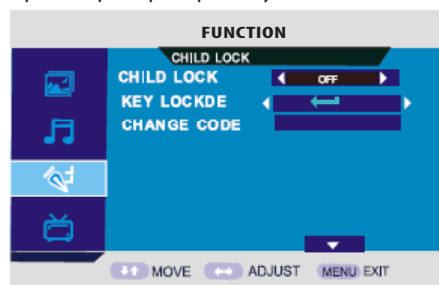 FUNCTION
CHILD LOCK
CHILD LOCK OFF
KEY LOCKDE
CHANGE CODE
MOVE ADJUST MENU EXIT